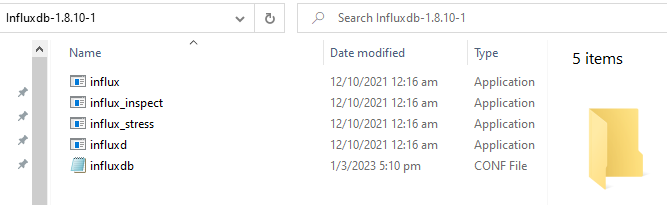 Influxdb-1.8.10-1 Search Influxdb-1.8.10-1
Name Date modified Type 5 items
influx 12/10/2021 12:16 am Application
influx_inspect 12/10/2021 12:16 am Application
influx_stress 12/10/2021 12:16 am Application
influxd 12/10/2021 12:16 am Application
influxdb 1/3/2023 5:10 pm CONF File